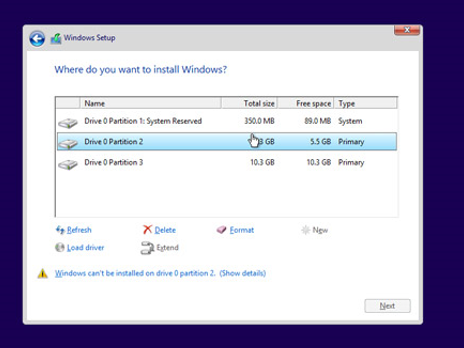 Windows Setup
Where do you want to install Windows?
Name Total size Free space Type
Drive 0 Partition 1: System Reserved 350.0 MB 89.0 MB System
Drive 0 Partition 2 GB 5.5 GB Primary
Drive 0 Partition 3 10.3 GB 10.3 GB Primary
Refresh Delete Format New
Load driver Extend
Windows can't be installed on drive 0 partition 2. (Show details)
Next